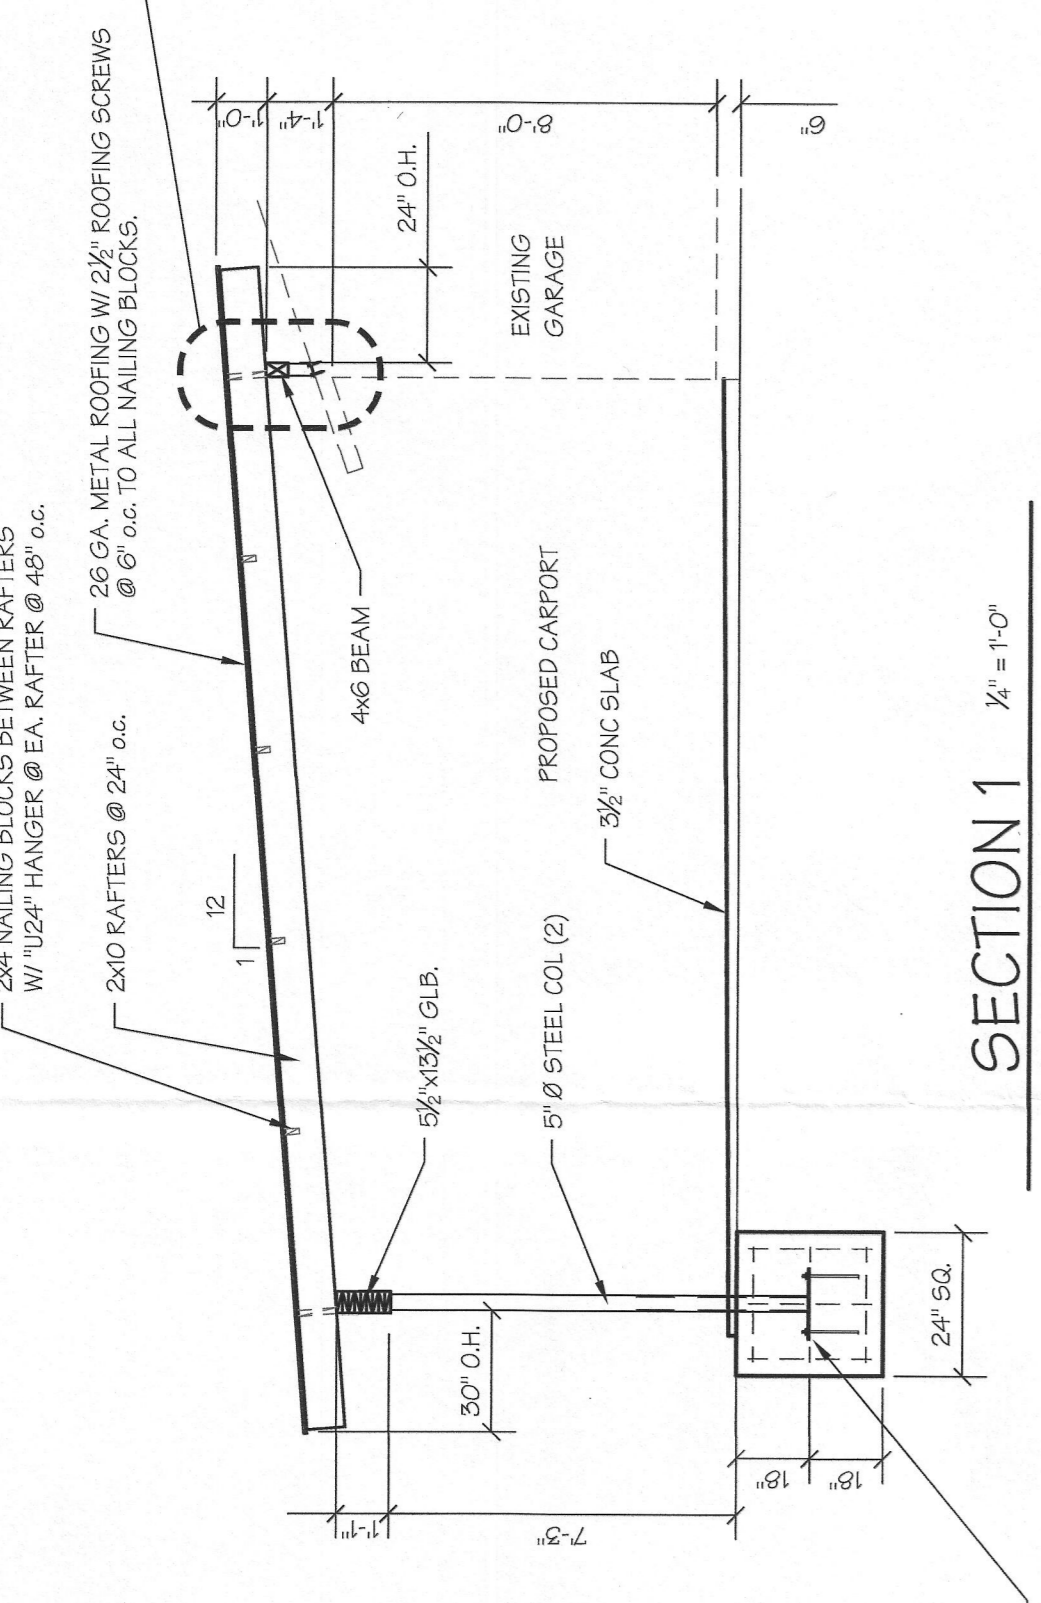 2x4 NAILING BLOCKS BETWEEN RAFTERS
W/ "U24" HANGER @ EA. RAFTER @ 48" o.c.
26 GA. METAL ROOFING W/ 2½" ROOFING SCREWS
@ 6" o.c. TO ALL NAILING BLOCKS.
2x10 RAFTERS @ 24" o.c.
12
1
1'-0"
1'-4"
8'-0"
6"
24" O.H.
EXISTING
GARAGE
4x6 BEAM
PROPOSED CARPORT
3½" CONC SLAB
5½"x13½" GLB.
5" Ø STEEL COL (2)
30" O.H.
1'-1"
7'-3"
18"
18"
24" SQ.
SECTION 1
¼" = 1'-0"